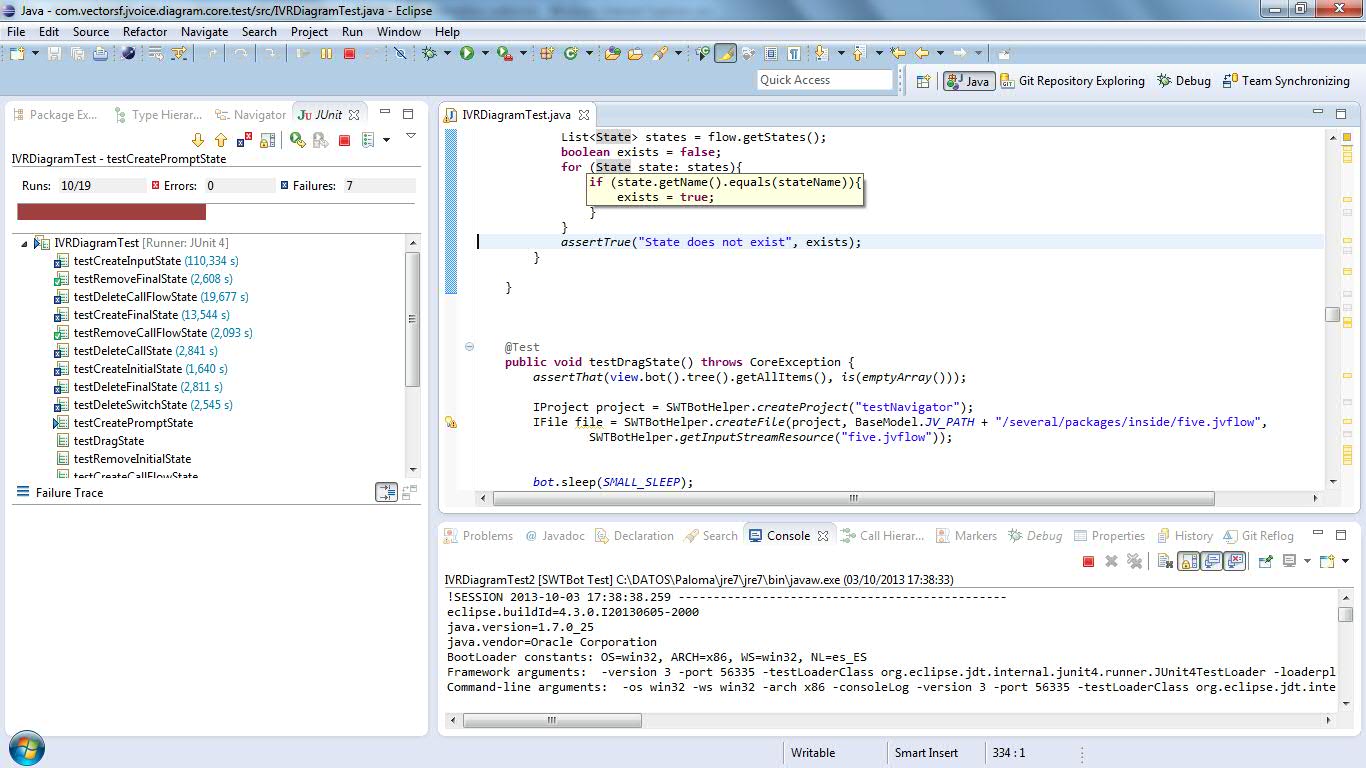 Java - com.vectorsf.jvoice.diagram.core.test/src/IVRDiagramTest.java - Eclipse
File Edit Source Refactor Navigate Search Project Run Window Help
Quick Access
Java Git Repository Exploring Debug Team Synchronizing
Package Ex... Type Hierar... Navigator JUnit
IVRDiagramTest - testCreatePromptState
Runs: 10/19 Errors: 0 Failures: 7
IVRDiagramTest [Runner: JUnit 4]
testCreateInputState (110,334 s)
testRemoveFinalState (2,608 s)
testDeleteCallFlowState (19,677 s)
testCreateFinalState (13,544 s)
testRemoveCallFlowState (2,093 s)
testDeleteCallState (2,841 s)
testCreateInitialState (1,640 s)
testDeleteFinalState (2,811 s)
testDeleteSwitchState (2,545 s)
testCreatePromptState
testDragState
testRemoveInitialState
testCreateCallFlowState
Failure Trace
IVRDiagramTest.java
List<State> states = flow.getStates();
boolean exists = false;
for (State state: states){
if (state.getName().equals(stateName)){
exists = true;
}
}
assertTrue("State does not exist", exists);
}
}
@Test
public void testDragState() throws CoreException {
assertThat(view.bot().tree().getAllItems(), is(emptyArray()));
IProject project = SWTBotHelper.createProject("testNavigator");
IFile file = SWTBotHelper.createFile(project, BaseModel.JV_PATH + "/several/packages/inside/five.jvflow",
SWTBotHelper.getInputStreamResource("five.jvflow"));
bot.sleep(SMALL_SLEEP);
Problems @ Javadoc Declaration Search Console Call Hierar... Markers Debug Properties History Git Reflog
IVRDiagramTest2 [SWTBot Test] C:\DATOS\Paloma\jre7\jre7\bin\javaw.exe (03/10/2013 17:38:33)
!SESSION 2013-10-03 17:38:38.259 -----------------------------------------------
eclipse.buildId=4.3.0.I20130605-2000
java.version=1.7.0_25
java.vendor=Oracle Corporation
BootLoader constants: OS=win32, ARCH=x86, WS=win32, NL=es_ES
Framework arguments:  -version 3 -port 56335 -testLoaderClass org.eclipse.jdt.internal.junit4.runner.JUnit4TestLoader -loaderpl
Command-line arguments:  -os win32 -ws win32 -arch x86 -consoleLog -version 3 -port 56335 -testLoaderClass org.eclipse.jdt.inte
Writable Smart Insert 334 : 1